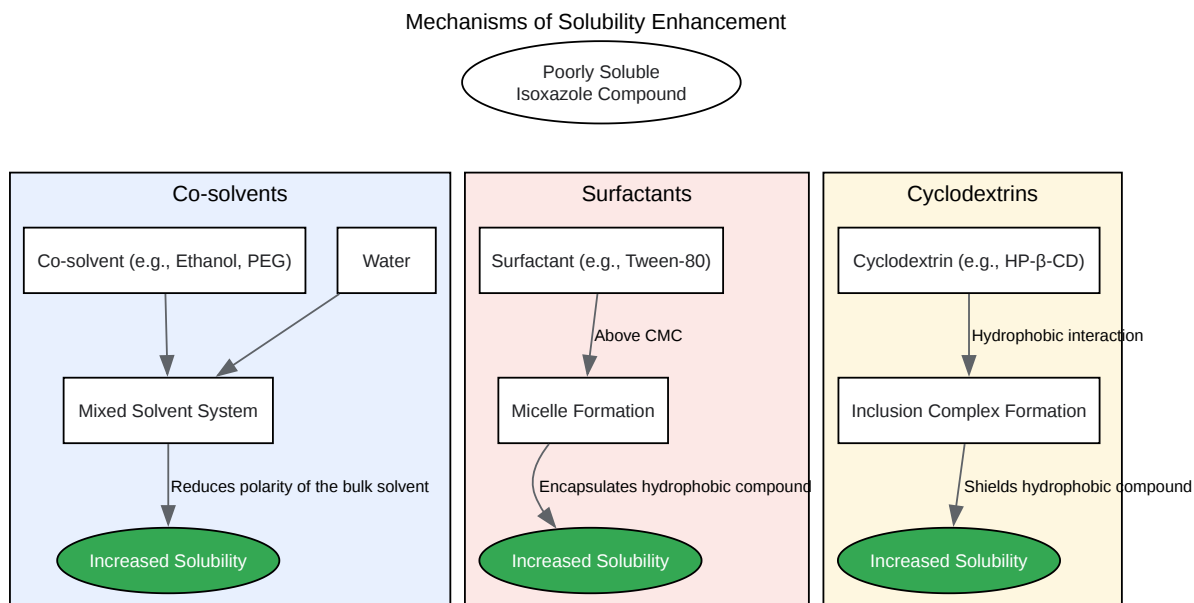 Mechanisms of Solubility Enhancement
Poorly Soluble
Isoxazole Compound
Co-solvents
Co-solvent (e.g., Ethanol, PEG)
Water
Mixed Solvent System
Reduces polarity of the bulk solvent
Increased Solubility
Surfactants
Surfactant (e.g., Tween-80)
Above CMC
Micelle Formation
Encapsulates hydrophobic compound
Increased Solubility
Cyclodextrins
Cyclodextrin (e.g., HP-β-CD)
Hydrophobic interaction
Inclusion Complex Formation
Shields hydrophobic compound
Increased Solubility